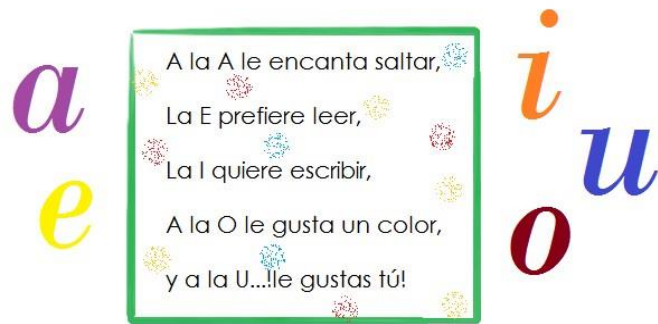 a
e
A la A le encanta saltar,
La E prefiere leer,
La I quiere escribir,
A la O le gusta un color,
y a la U...!le gustas tú!
i
u
o